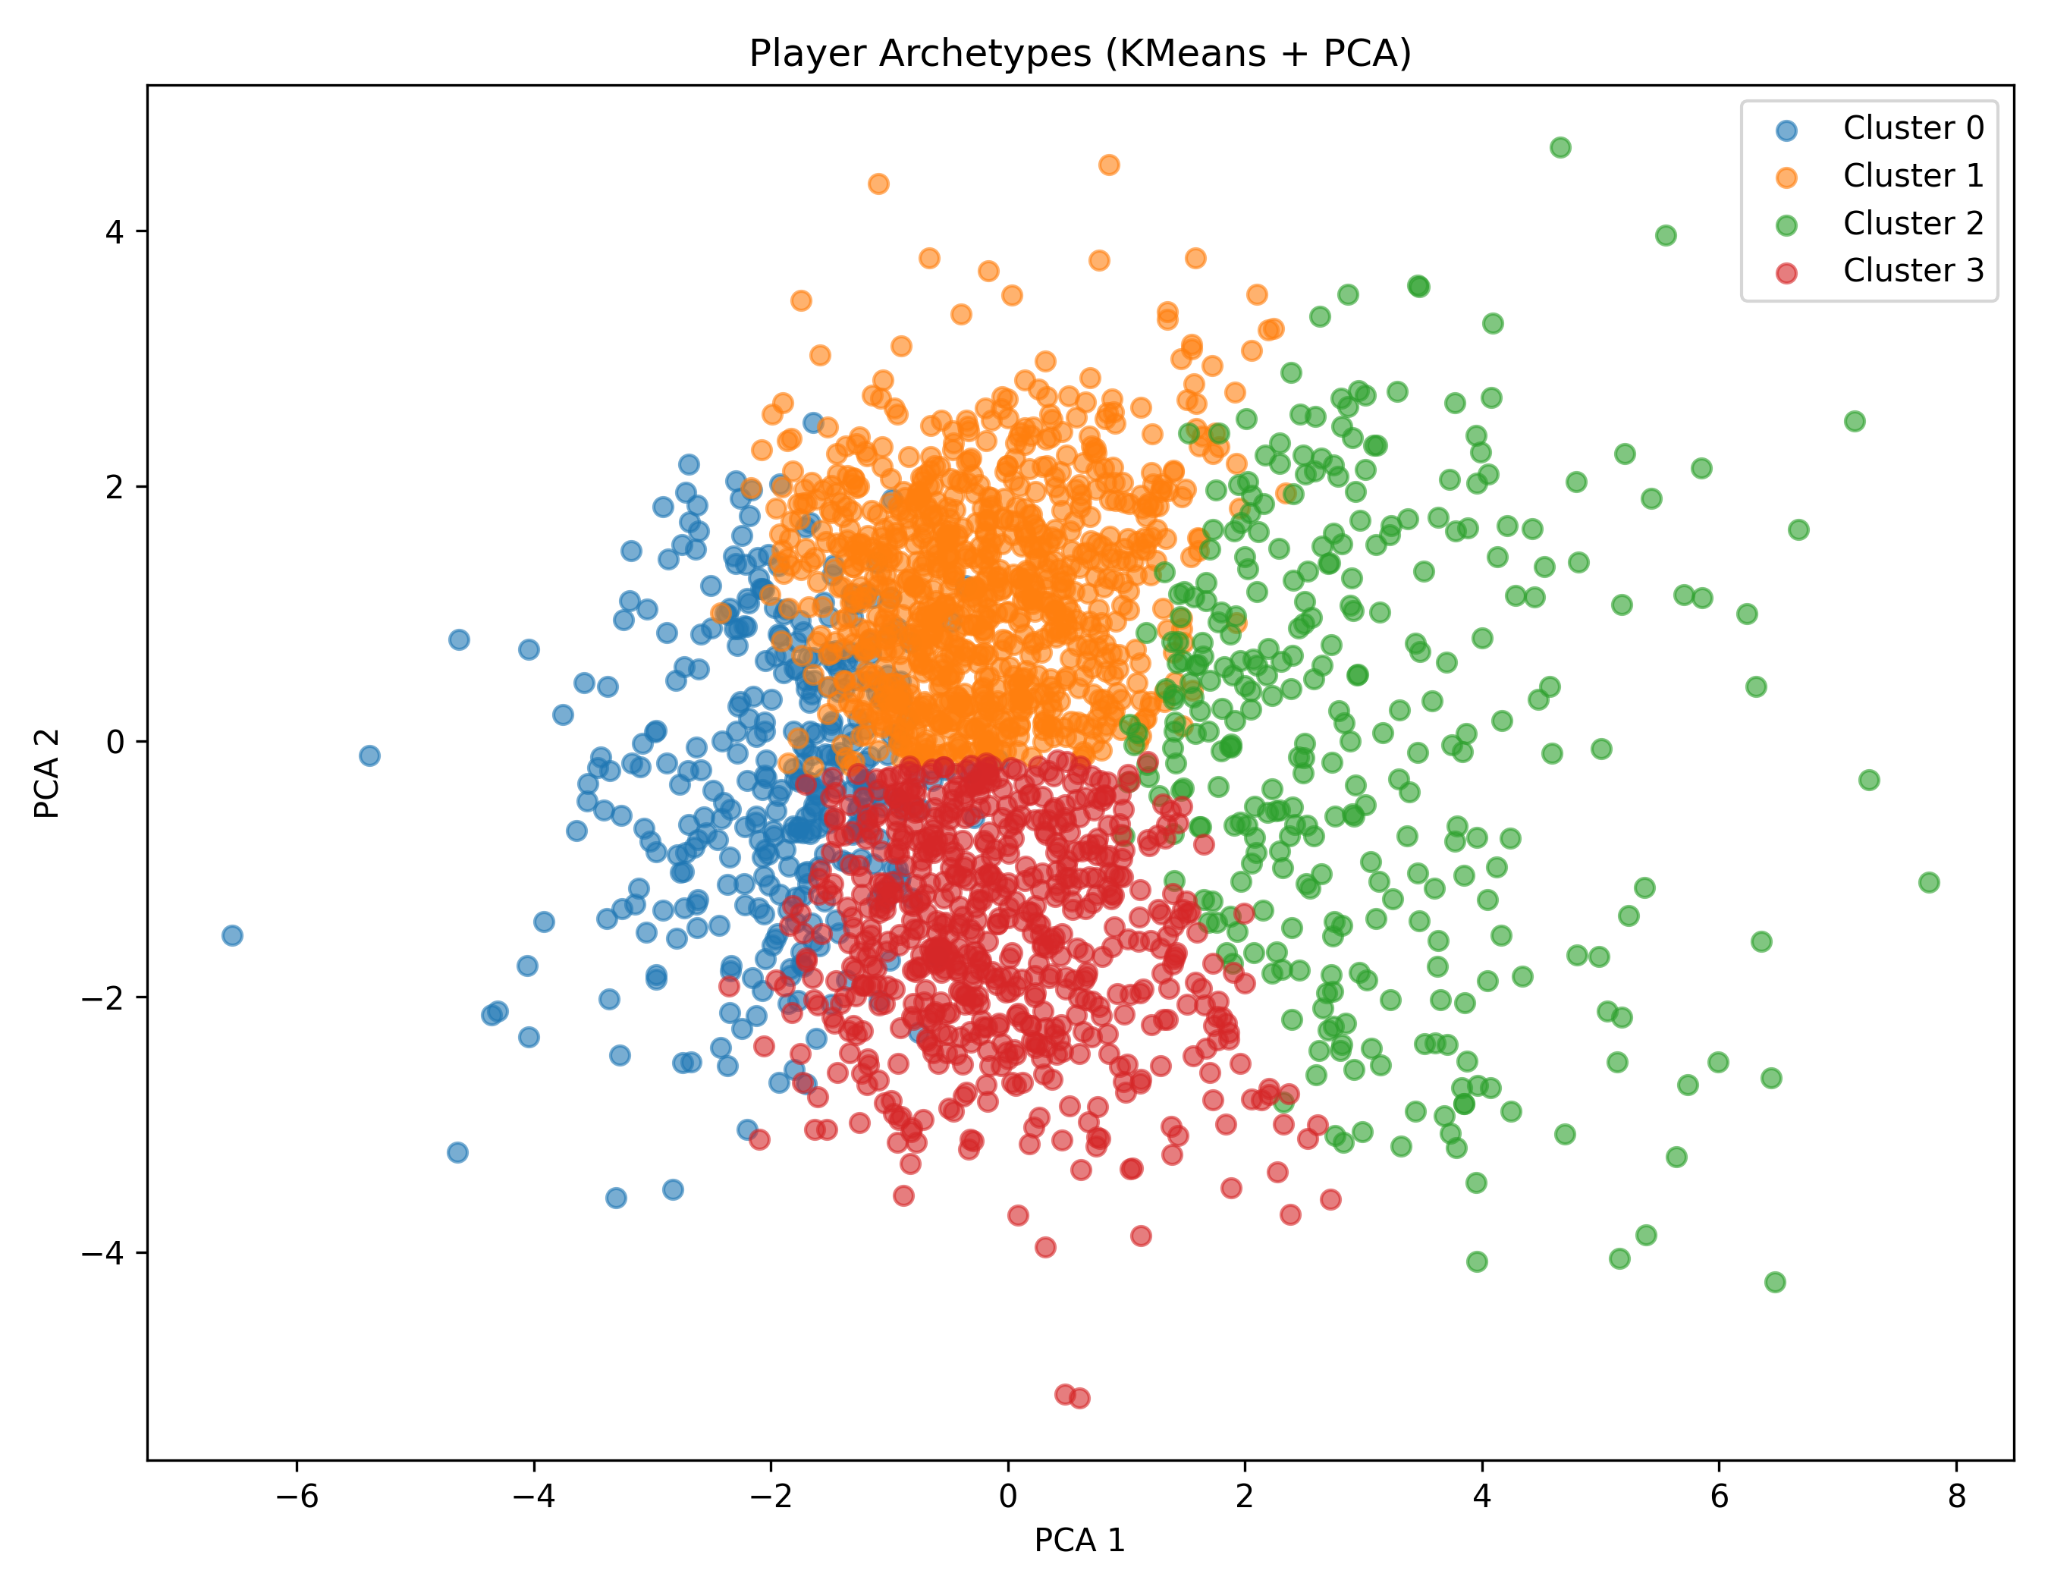 Player Archetypes (KMeans + PCA)
Cluster 0
Cluster 1
Cluster 2
Cluster 3
4
2
0
−2
−4
PCA 2
−6
−4
−2
0
2
4
6
8
PCA 1